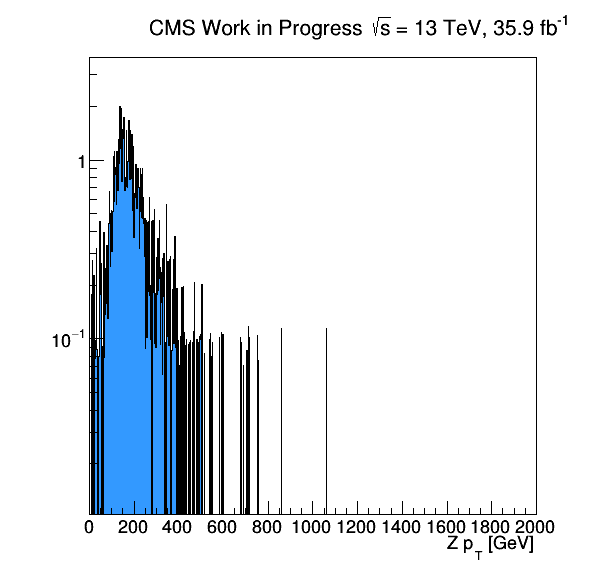 CMS Work in Progress √s = 13 TeV, 35.9 fb⁻¹
1
10⁻¹
0 200 400 600 800 1000 1200 1400 1600 1800 2000
Z p_T [GeV]